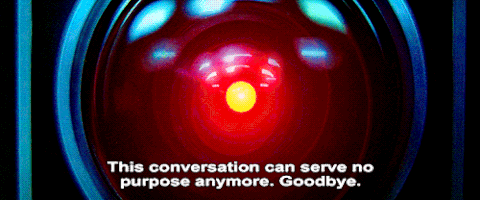 This conversation can serve no
purpose anymore. Goodbye.